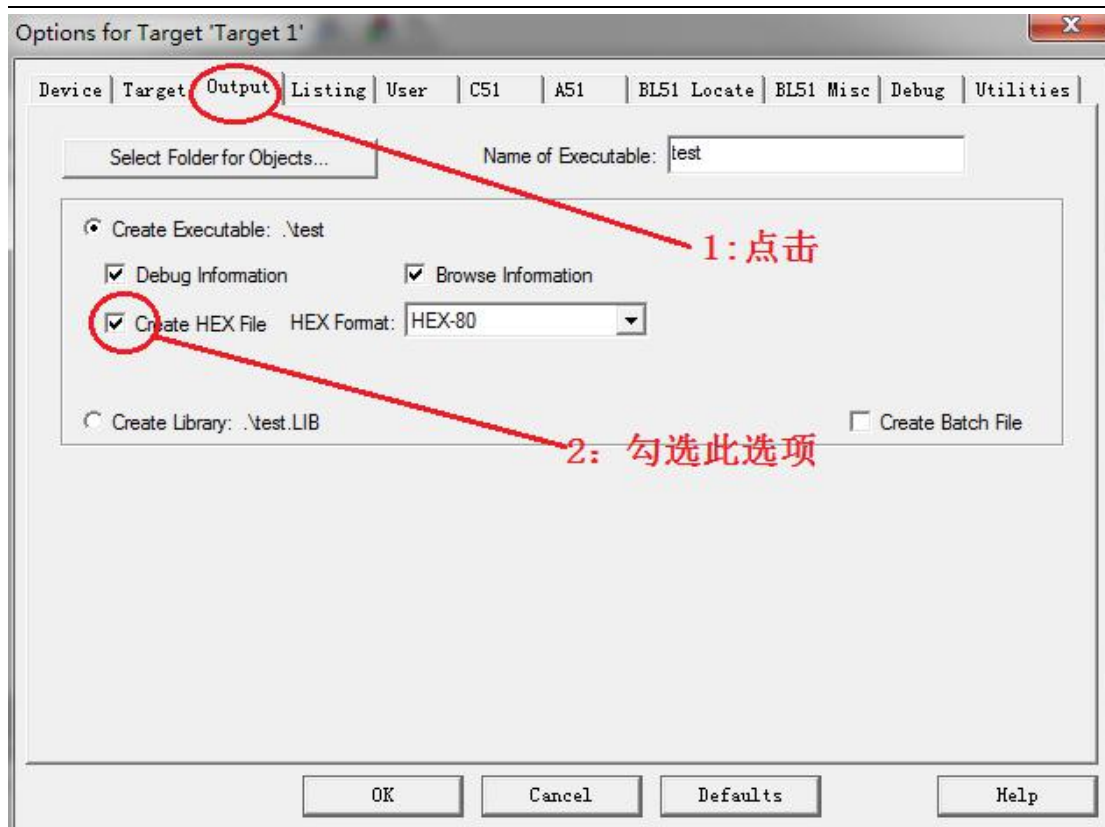 Options for Target 'Target 1'
Device Target Output Listing User C51 A51 BL51 Locate BL51 Misc Debug Utilities
Select Folder for Objects... Name of Executable: test
Create Executable: .\test
1:点击
Debug Information Browse Information
Create HEX File HEX Format: HEX-80
Create Library: .\test.LIB Create Batch File
2：勾选此选项
OK Cancel Defaults Help